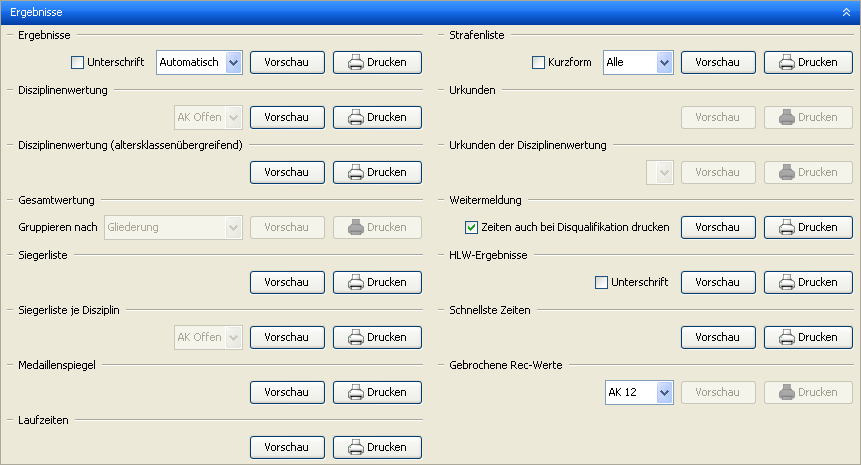 Ergebnisse
Ergebnisse
Unterschrift Automatisch Vorschau Drucken
Disziplinenwertung
AK Offen Vorschau Drucken
Disziplinenwertung (altersklassenübergreifend)
Vorschau Drucken
Gesamtwertung
Gruppieren nach Gliederung Vorschau Drucken
Siegerliste
Vorschau Drucken
Siegerliste je Disziplin
AK Offen Vorschau Drucken
Medaillenspiegel
Vorschau Drucken
Laufzeiten
Vorschau Drucken
Strafenliste
Kurzform Alle Vorschau Drucken
Urkunden
Vorschau Drucken
Urkunden der Disziplinenwertung
Vorschau Drucken
Weitermeldung
Zeiten auch bei Disqualifikation drucken Vorschau Drucken
HLW-Ergebnisse
Unterschrift Vorschau Drucken
Schnellste Zeiten
Vorschau Drucken
Gebrochene Rec-Werte
AK 12 Vorschau Drucken